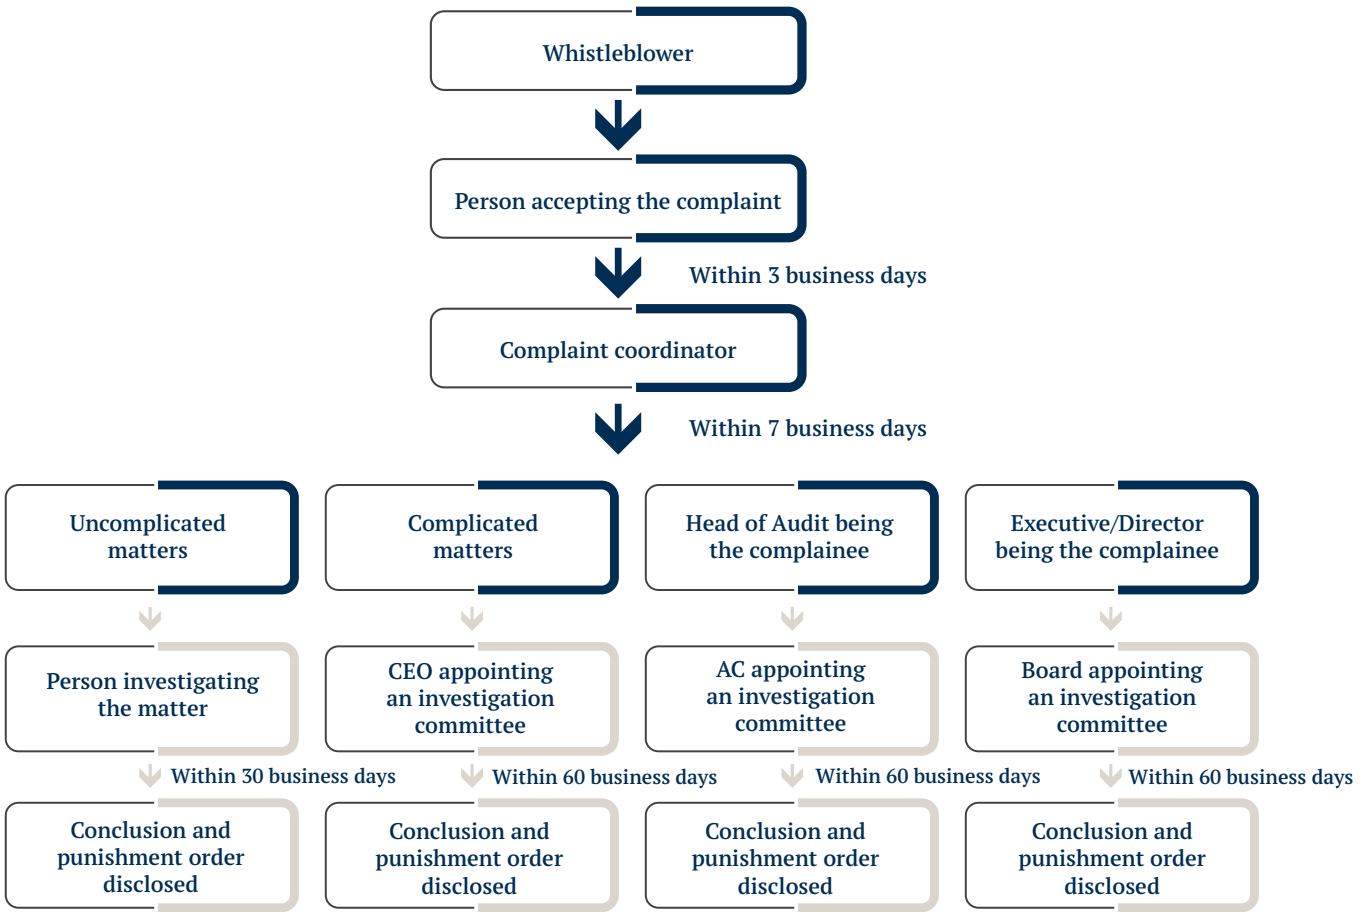 Whistleblower
Person accepting the complaint
Within 3 business days
Complaint coordinator
Within 7 business days
Uncomplicated
matters
Complicated
matters
Head of Audit being
the complainee
Executive/Director
being the complainee
Person investigating
the matter
CEO appointing
an investigation
committee
AC appointing
an investigation
committee
Board appointing
an investigation
committee
Within 30 business days
Within 60 business days
Within 60 business days
Within 60 business days
Conclusion and
punishment order
disclosed
Conclusion and
punishment order
disclosed
Conclusion and
punishment order
disclosed
Conclusion and
punishment order
disclosed